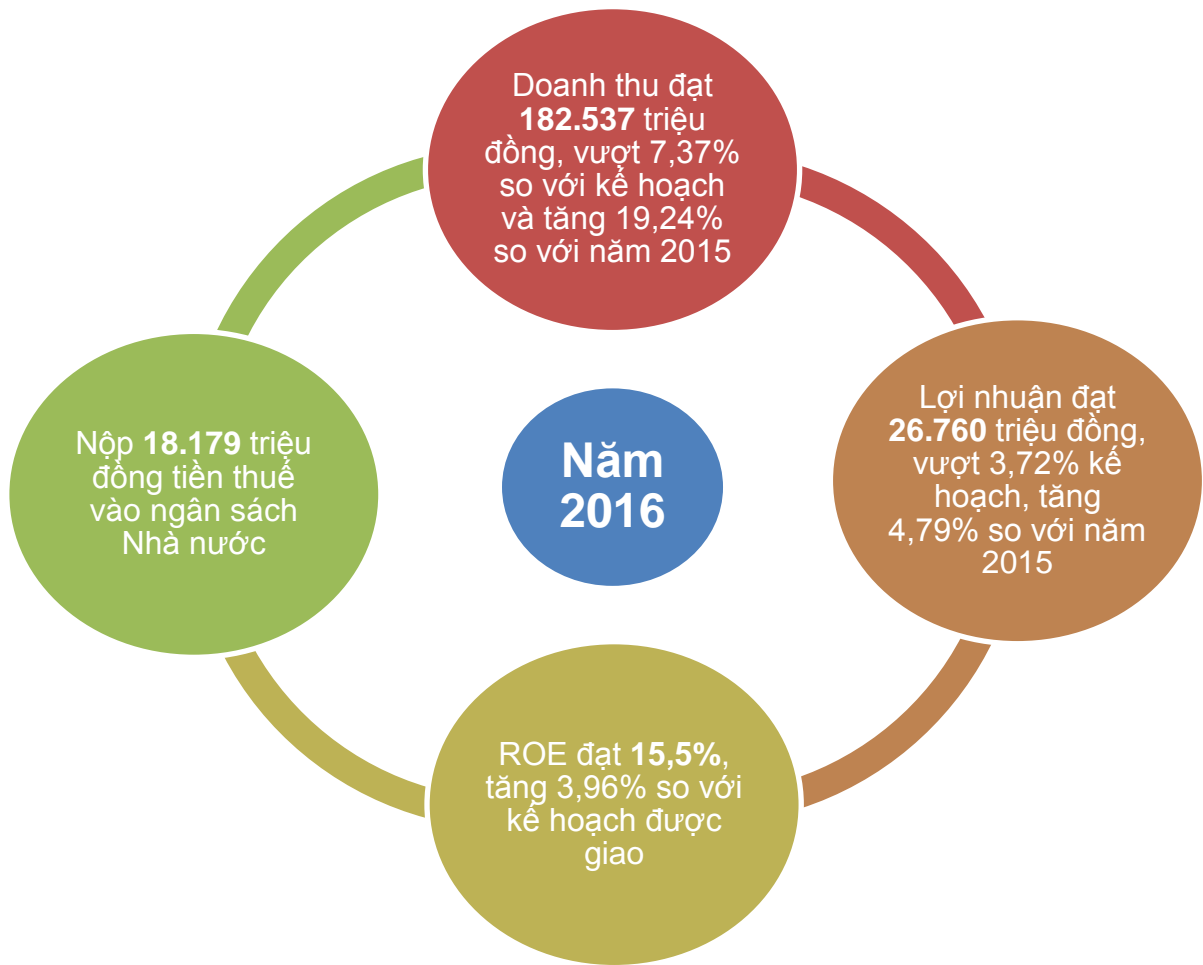 Doanh thu đạt
182.537 triệu
đồng, vượt 7,37%
so với kế hoạch
và tăng 19,24%
so với năm 2015
Lợi nhuận đạt
26.760 triệu đồng,
vượt 3,72% kế
hoạch, tăng
4,79% so với năm
2015
Nộp 18.179 triệu
đồng tiền thuế
vào ngân sách
Nhà nước
Năm
2016
ROE đạt 15,5%,
tăng 3,96% so với
kế hoạch được
giao